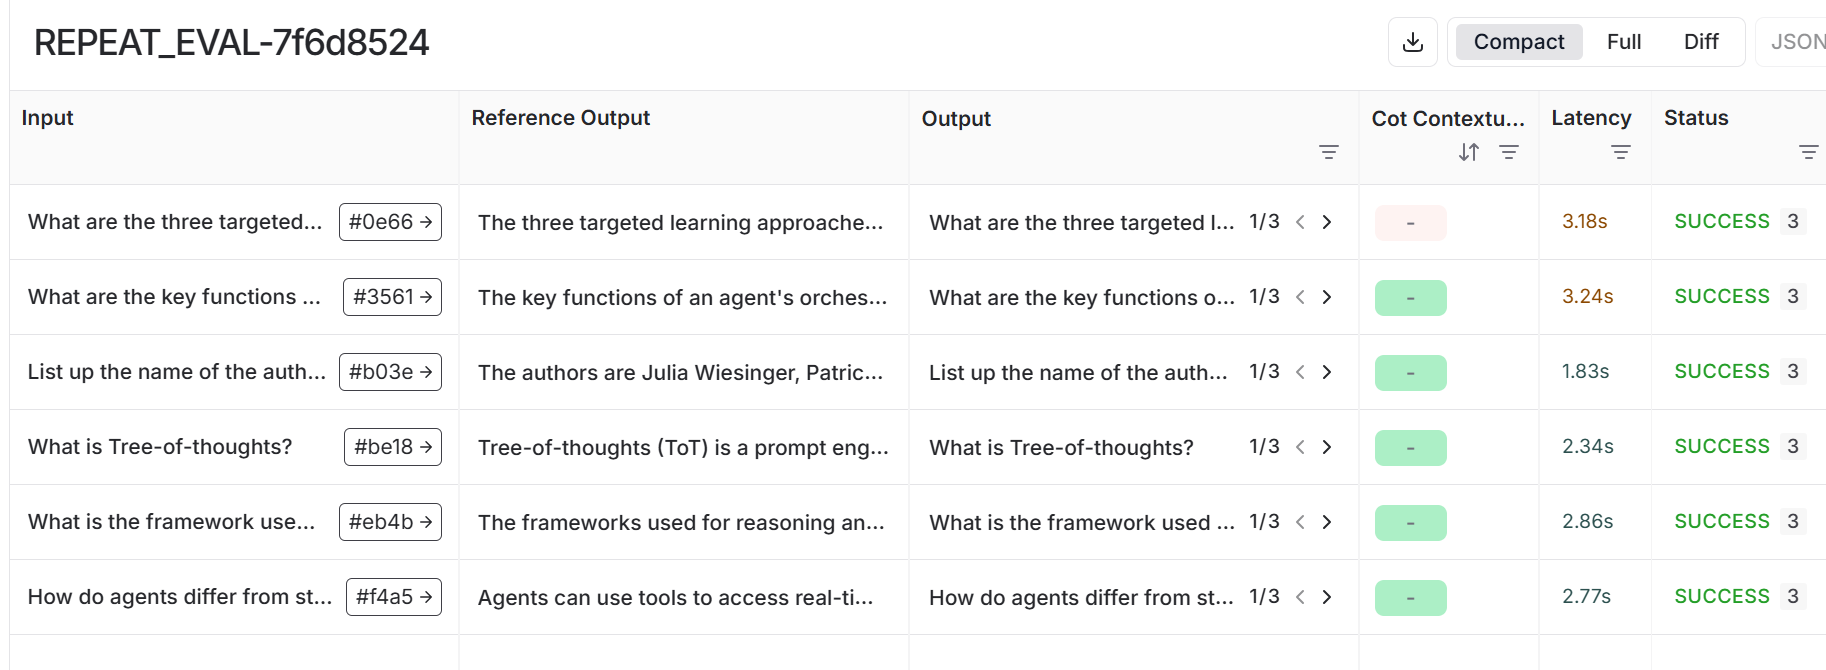 REPEAT_EVAL-7f6d8524
Compact Full Diff JSON
Input Reference Output Output Cot Contextu... Latency Status
What are the three targeted... #0e66 → The three targeted learning approache... What are the three targeted l... 1/3 < > - 3.18s SUCCESS 3
What are the key functions ... #3561 → The key functions of an agent's orches... What are the key functions o... 1/3 < > - 3.24s SUCCESS 3
List up the name of the auth... #b03e → The authors are Julia Wiesinger, Patric... List up the name of the auth... 1/3 < > - 1.83s SUCCESS 3
What is Tree-of-thoughts? #be18 → Tree-of-thoughts (ToT) is a prompt eng... What is Tree-of-thoughts? 1/3 < > - 2.34s SUCCESS 3
What is the framework use... #eb4b → The frameworks used for reasoning an... What is the framework used ... 1/3 < > - 2.86s SUCCESS 3
How do agents differ from st... #f4a5 → Agents can use tools to access real-ti... How do agents differ from st... 1/3 < > - 2.77s SUCCESS 3